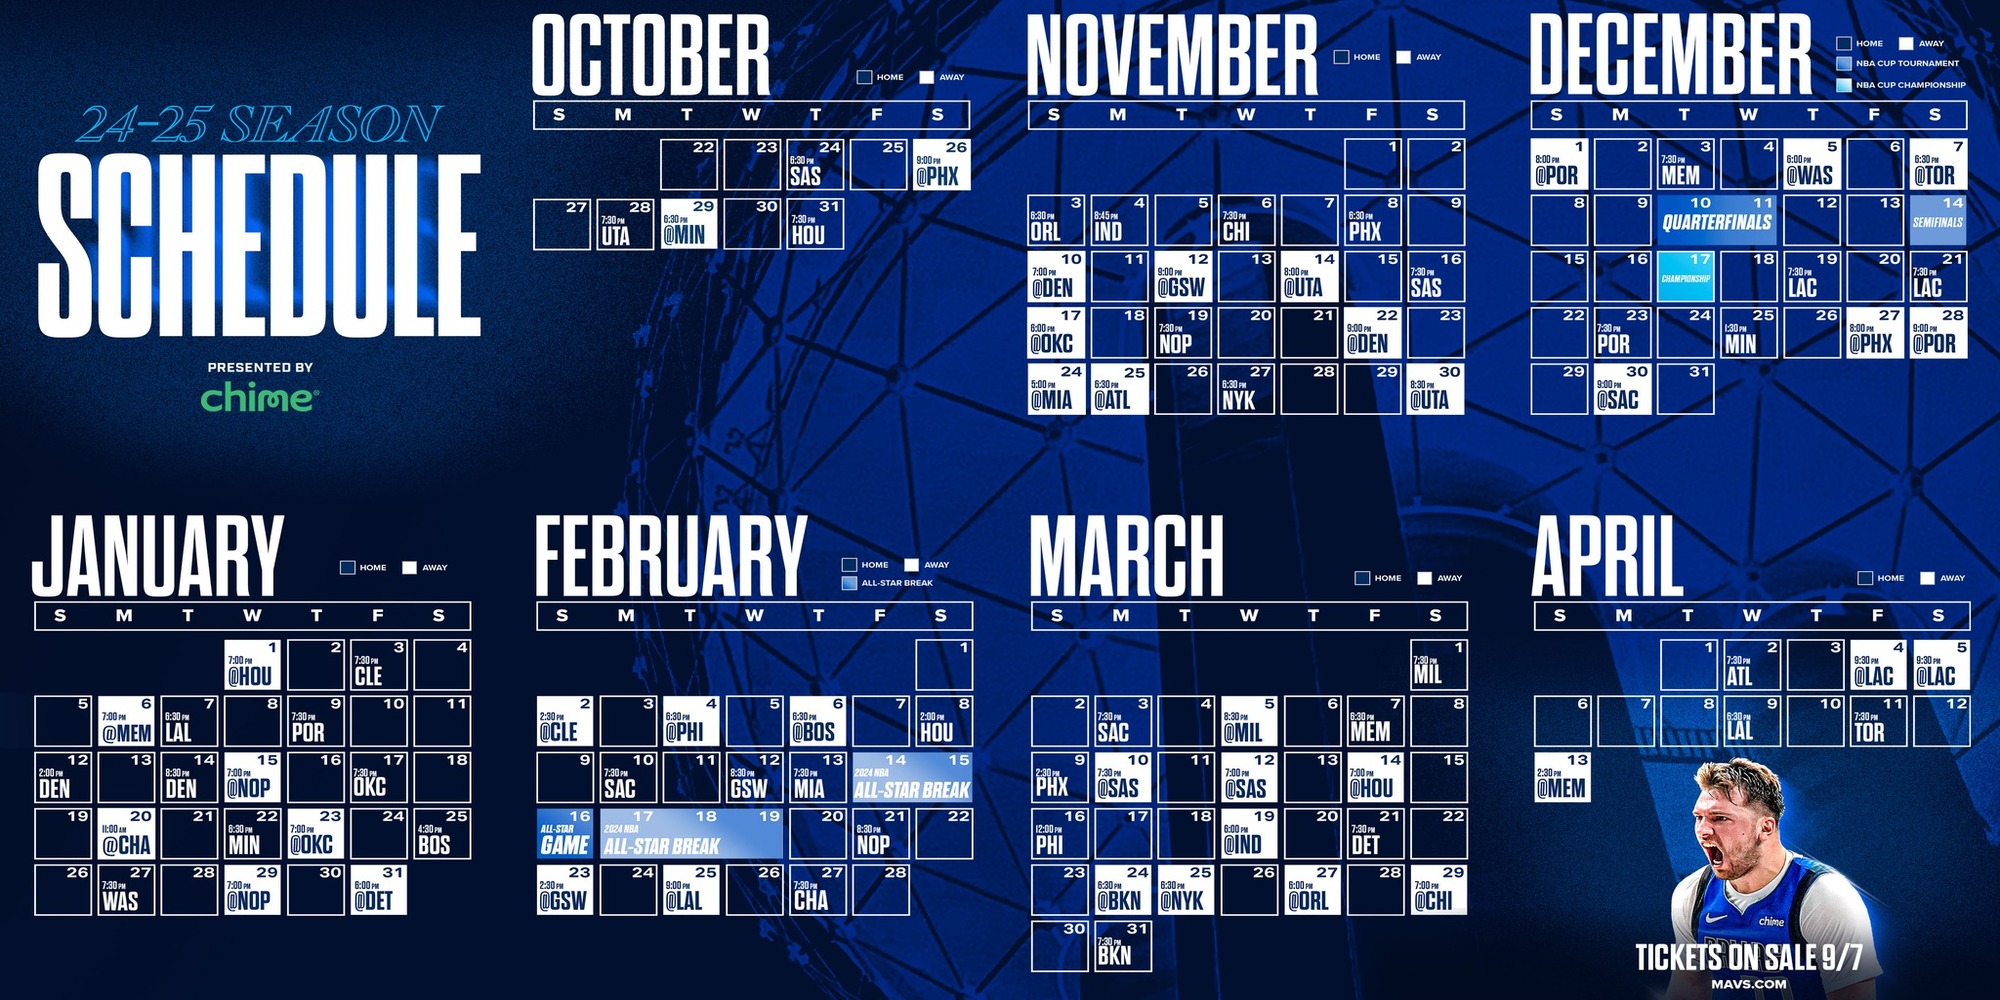 24-25 SEASON
SCHEDULE
PRESENTED BY
chime
OCTOBER
HOME AWAY
S M T W T F S
22 23 24 25 26
6:30 PM SAS 9:00 PM @PHX
27 28 29 30 31
7:30 PM UTA 6:30 PM @MIN 7:30 PM HOU
NOVEMBER
HOME AWAY
S M T W T F S
1 2
3 4 5 6 7 8 9
6:30 PM ORL 8:45 PM IND 7:30 PM CHI 6:30 PM PHX
10 11 12 13 14 15 16
7:00 PM @DEN 9:00 PM @GSW 8:00 PM @UTA 7:30 PM SAS
17 18 19 20 21 22 23
6:00 PM @OKC 7:30 PM NOP 9:00 PM @DEN
24 25 26 27 28 29 30
5:00 PM @MIA 6:30 PM @ATL 6:30 PM NYK 8:30 PM @UTA
DECEMBER
HOME AWAY
NBA CUP TOURNAMENT
NBA CUP CHAMPIONSHIP
S M T W T F S
1 2 3 4 5 6 7
8:00 PM @POR 7:30 PM MEM 6:00 PM @WAS 6:30 PM @TOR
8 9 10 11 12 13 14
QUARTERFINALS SEMIFINALS
15 16 17 18 19 20 21
CHAMPIONSHIP 7:30 PM LAC 7:30 PM LAC
22 23 24 25 26 27 28
7:30 PM POR 1:30 PM MIN 8:00 PM @PHX 9:00 PM @POR
29 30 31
9:00 PM @SAC
JANUARY
HOME AWAY
S M T W T F S
1 2 3 4
7:00 PM @HOU 7:30 PM CLE
5 6 7 8 9 10 11
7:00 PM @MEM 6:30 PM LAL 7:30 PM POR
12 13 14 15 16 17 18
2:00 PM DEN 8:30 PM DEN 7:00 PM @NOP 7:30 PM OKC
19 20 21 22 23 24 25
11:00 AM @CHA 6:30 PM MIN 7:00 PM @OKC 4:30 PM BOS
26 27 28 29 30 31
7:30 PM WAS 7:00 PM @NOP 6:00 PM @DET
FEBRUARY
HOME AWAY
ALL-STAR BREAK
S M T W T F S
1
2 3 4 5 6 7 8
2:30 PM @CLE 6:30 PM @PHI 6:30 PM @BOS 2:00 PM HOU
9 10 11 12 13 14 15
7:30 PM SAC 8:30 PM GSW 7:30 PM MIA 2024 NBA ALL-STAR BREAK
16 17 18 19 20 21 22
ALL-STAR GAME 2024 NBA ALL-STAR BREAK 8:30 PM NOP
23 24 25 26 27 28
2:30 PM @GSW 9:00 PM @LAL 7:30 PM CHA
MARCH
HOME AWAY
S M T W T F S
1
7:30 PM MIL
2 3 4 5 6 7 8
7:30 PM SAC 8:30 PM @MIL 6:30 PM MEM
9 10 11 12 13 14 15
2:30 PM PHX 7:00 PM @SAS 7:00 PM @SAS 7:00 PM @HOU
16 17 18 19 20 21 22
12:00 PM PHI 6:00 PM @IND 7:30 PM DET
23 24 25 26 27 28 29
6:30 PM @BKN 6:30 PM @NYK 6:00 PM @ORL 7:00 PM @CHI
30 31
7:30 PM BKN
APRIL
HOME AWAY
S M T W T F S
1 2 3 4 5
7:30 PM ATL 9:30 PM @LAC 9:30 PM @LAC
6 7 8 9 10 11 12
6:30 PM LAL 7:30 PM TOR
13
2:30 PM @MEM
chime
TICKETS ON SALE 9/7
MAVS.COM